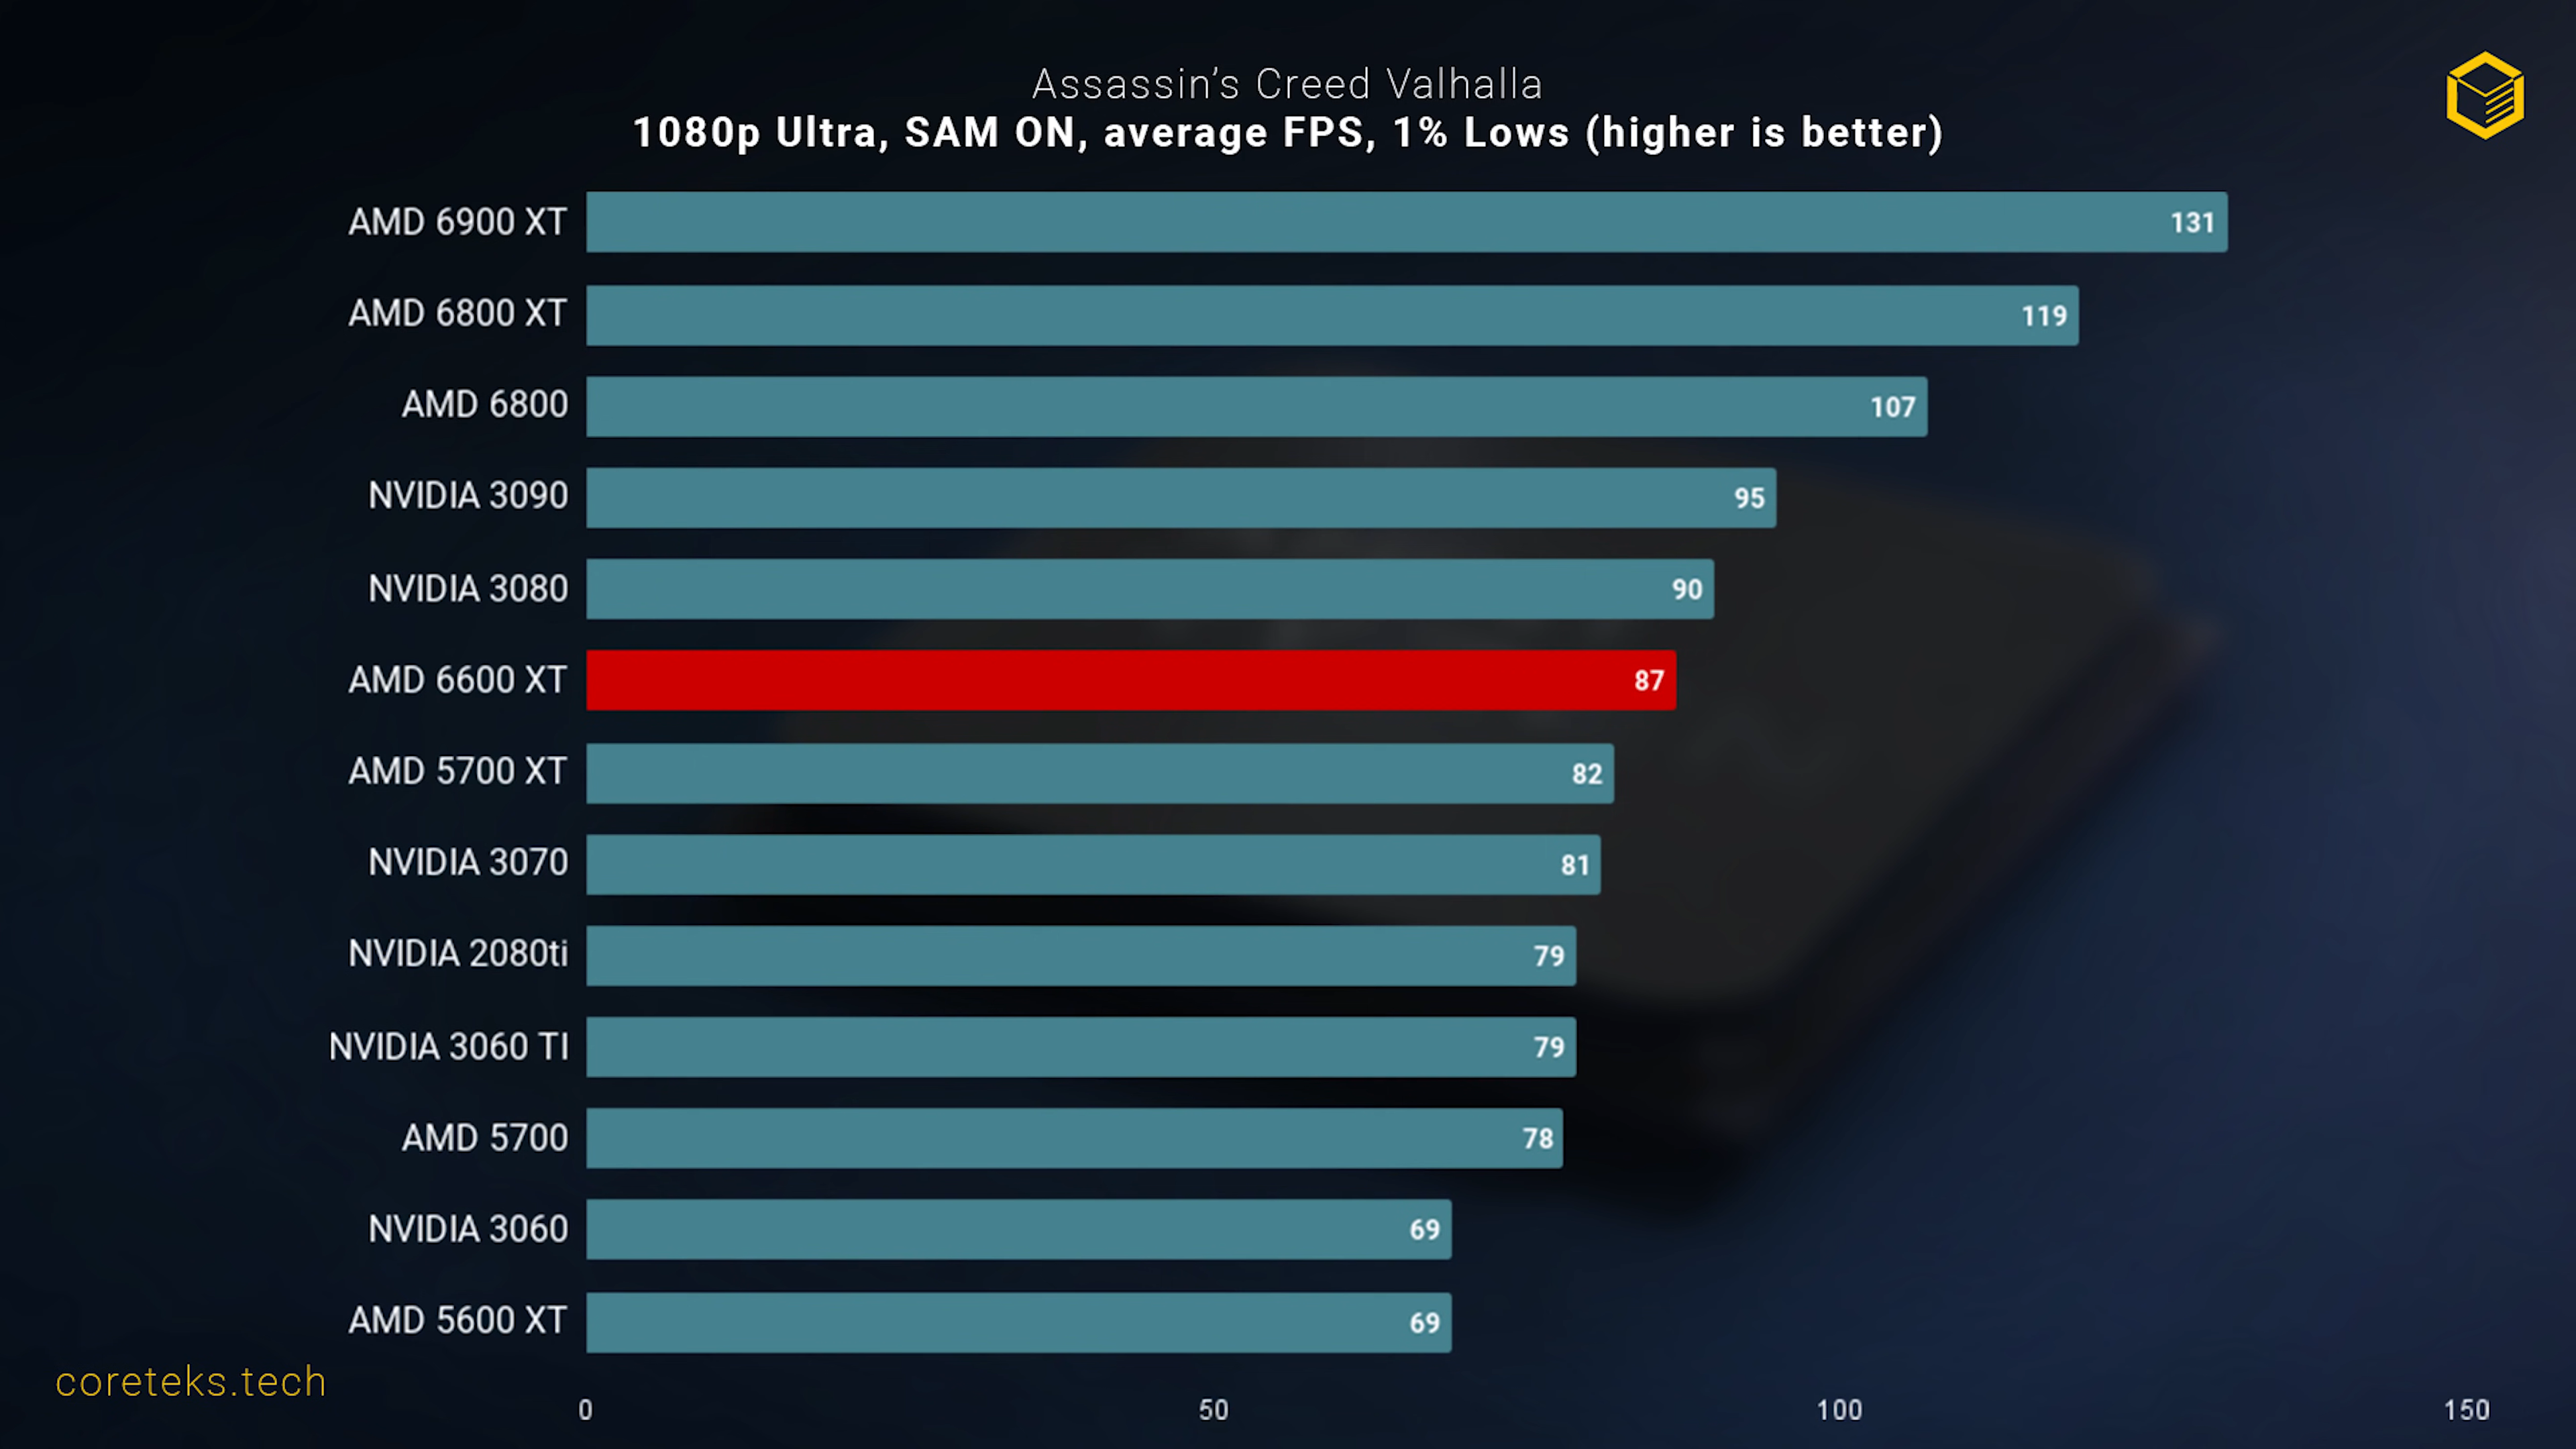 Assassin’s Creed Valhalla
1080p Ultra, SAM ON, average FPS, 1% Lows (higher is better)
AMD 6900 XT 131
AMD 6800 XT 119
AMD 6800 107
NVIDIA 3090 95
NVIDIA 3080 90
AMD 6600 XT 87
AMD 5700 XT 82
NVIDIA 3070 81
NVIDIA 2080ti 79
NVIDIA 3060 TI 79
AMD 5700 78
NVIDIA 3060 69
AMD 5600 XT 69
coreteks.tech
0 50 100 150